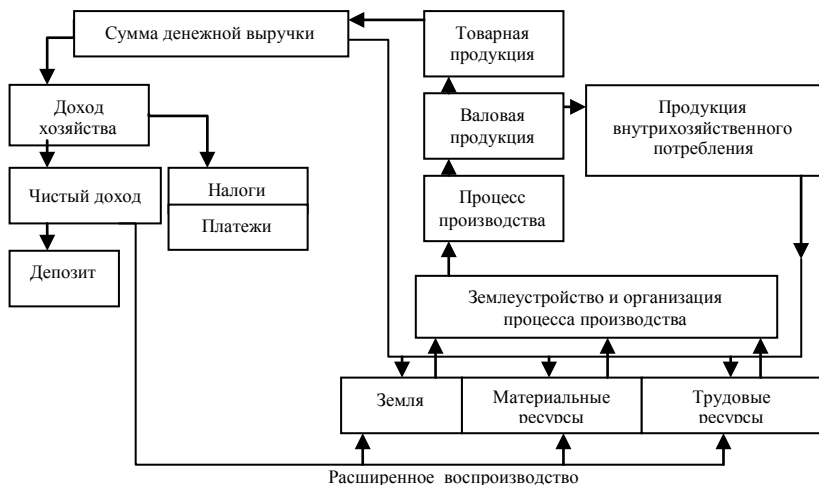 Сумма денежной выручки
Товарная
продукция
Доход
хозяйства
Валовая
продукция
Продукция
внутрихозяйственного
потребления
Чистый доход
Налоги
Платежи
Процесс
производства
Депозит
Землеустройство и организация
процесса производства
Земля
Материальные
ресурсы
Трудовые
ресурсы
Расширенное воспроизводство